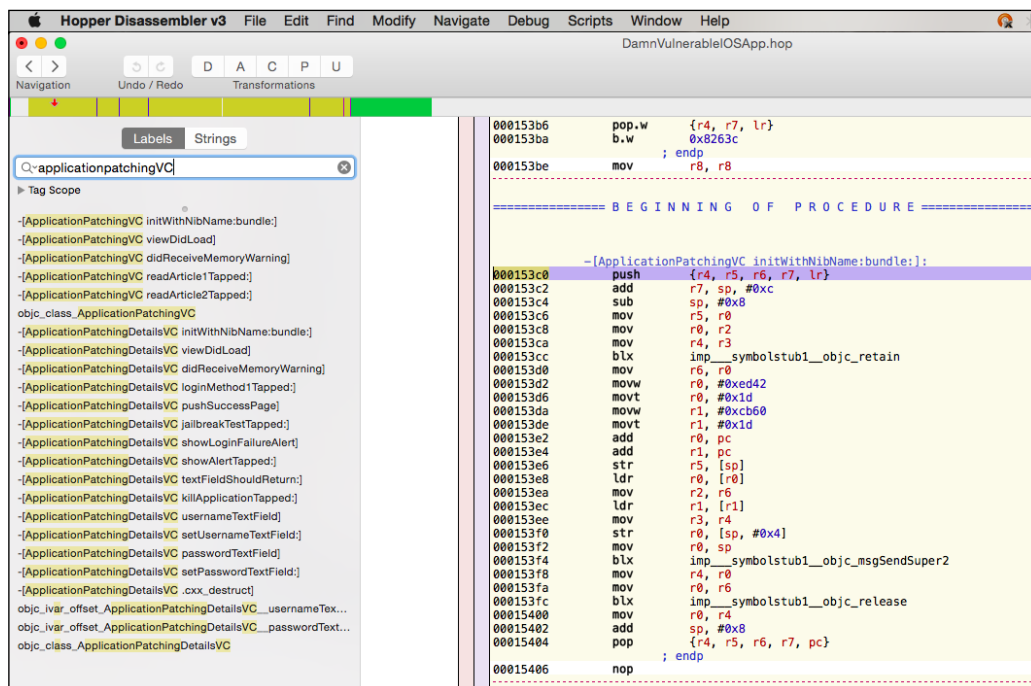 Hopper Disassembler v3 File Edit Find Modify Navigate Debug Scripts Window Help
DamnVulnerableIOSApp.hop
D A C P U
Navigation Undo / Redo Transformations
Labels Strings
applicationpatchingVC
Tag Scope
-[ApplicationPatchingVC initWithNibName:bundle:]
-[ApplicationPatchingVC viewDidLoad]
-[ApplicationPatchingVC didReceiveMemoryWarning]
-[ApplicationPatchingVC readArticle1Tapped:]
-[ApplicationPatchingVC readArticle2Tapped:]
objc_class_ApplicationPatchingVC
-[ApplicationPatchingDetailsVC initWithNibName:bundle:]
-[ApplicationPatchingDetailsVC viewDidLoad]
-[ApplicationPatchingDetailsVC didReceiveMemoryWarning]
-[ApplicationPatchingDetailsVC loginMethod1Tapped:]
-[ApplicationPatchingDetailsVC pushSuccessPage]
-[ApplicationPatchingDetailsVC jailbreakTestTapped:]
-[ApplicationPatchingDetailsVC showLoginFailureAlert]
-[ApplicationPatchingDetailsVC showAlertTapped:]
-[ApplicationPatchingDetailsVC textFieldShouldReturn:]
-[ApplicationPatchingDetailsVC killApplicationTapped:]
-[ApplicationPatchingDetailsVC usernameTextField]
-[ApplicationPatchingDetailsVC setUsernameTextField:]
-[ApplicationPatchingDetailsVC passwordTextField]
-[ApplicationPatchingDetailsVC setPasswordTextField:]
-[ApplicationPatchingDetailsVC .cxx_destruct]
objc_ivar_offset_ApplicationPatchingDetailsVC__usernameTex...
objc_ivar_offset_ApplicationPatchingDetailsVC__passwordText...
objc_class_ApplicationPatchingDetailsVC
000153b6 pop.w {r4, r7, lr}
000153ba b.w 0x8263c
; endp
000153be mov r8, r8
================ B E G I N N I N G   O F   P R O C E D U R E ================
-[ApplicationPatchingVC initWithNibName:bundle:]:
000153c0 push {r4, r5, r6, r7, lr}
000153c2 add r7, sp, #0xc
000153c4 sub sp, #0x8
000153c6 mov r5, r0
000153c8 mov r0, r2
000153ca mov r4, r3
000153cc blx imp___symbolstub1__objc_retain
000153d0 mov r6, r0
000153d2 movw r0, #0xed42
000153d6 movt r0, #0x1d
000153da movw r1, #0xcb60
000153de movt r1, #0x1d
000153e2 add r0, pc
000153e4 add r1, pc
000153e6 str r5, [sp]
000153e8 ldr r0, [r0]
000153ea mov r2, r6
000153ec ldr r1, [r1]
000153ee mov r3, r4
000153f0 str r0, [sp, #0x4]
000153f2 mov r0, sp
000153f4 blx imp___symbolstub1__objc_msgSendSuper2
000153f8 mov r4, r0
000153fa mov r0, r6
000153fc blx imp___symbolstub1__objc_release
00015400 mov r0, r4
00015402 add sp, #0x8
00015404 pop {r4, r5, r6, r7, pc}
; endp
00015406 nop